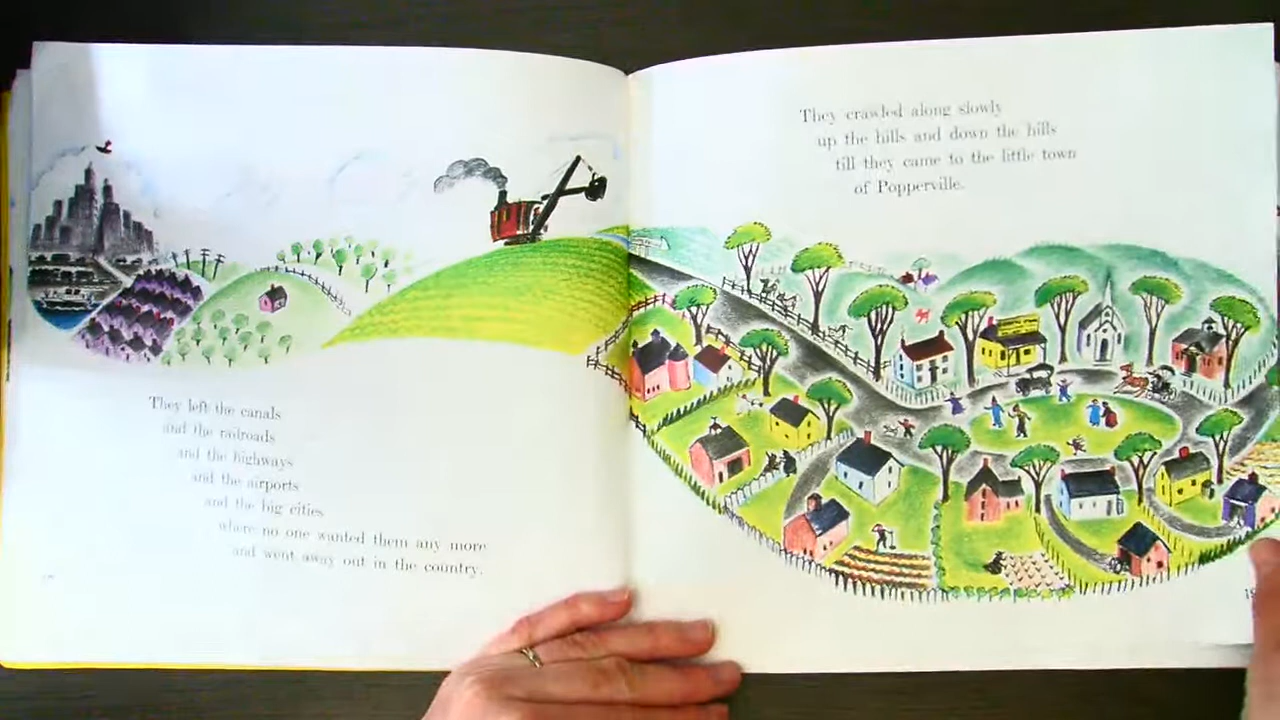 They left the canals
and the railroads
and the highways
and the airports
and the big cities
where no one wanted them any more
and went away out in the country.
They crawled along slowly
up the hills and down the hills
till they came to the little town
of Popperville.